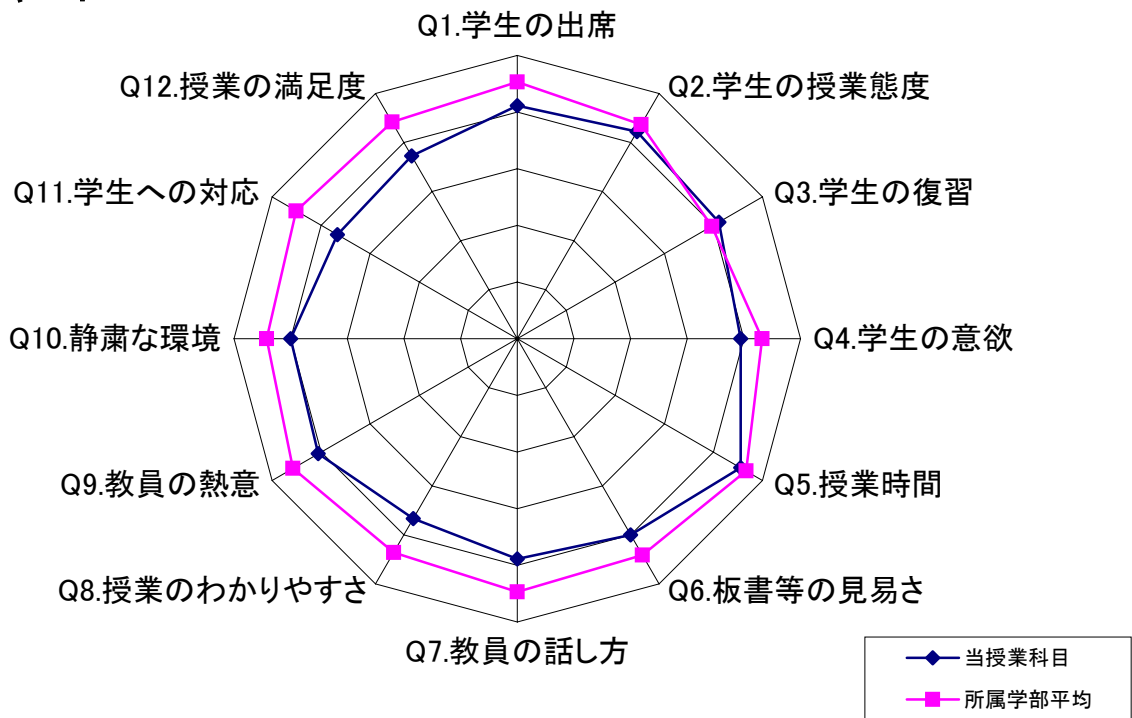 Q1.学生の出席
Q2.学生の授業態度
Q3.学生の復習
Q4.学生の意欲
Q5.授業時間
Q6.板書等の見易さ
Q7.教員の話し方
Q8.授業のわかりやすさ
Q9.教員の熱意
Q10.静粛な環境
Q11.学生への対応
Q12.授業の満足度
当授業科目
所属学部平均